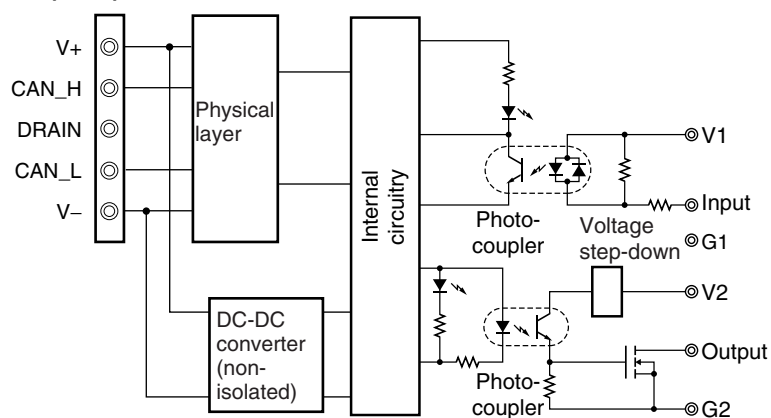 V+
CAN_H
DRAIN
CAN_L
V–
Physical
layer
DC-DC
converter
(non-
isolated)
Internal
circuitry
Photo-
coupler
Voltage
step-down
Photo-
coupler
V1
Input
G1
V2
Output
G2